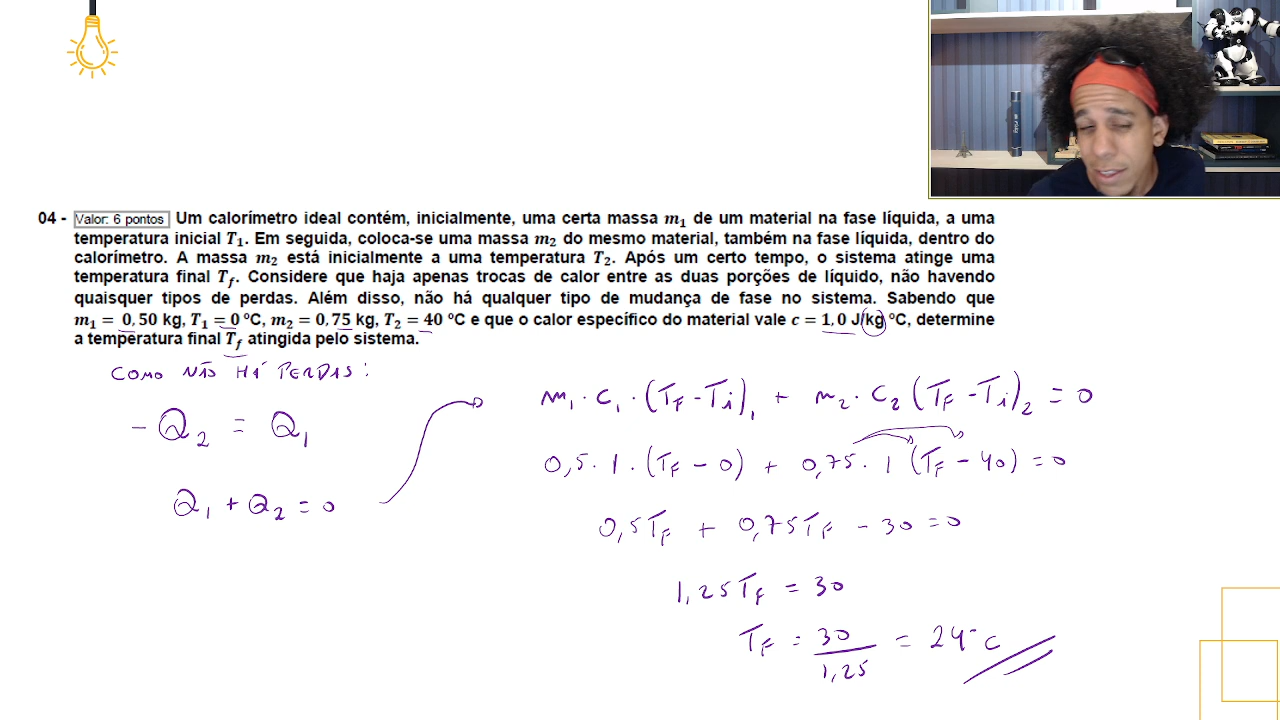 04 - Valor: 6 pontos Um calorímetro ideal contém, inicialmente, uma certa massa m₁ de um material na fase líquida, a uma
temperatura inicial T₁. Em seguida, coloca-se uma massa m₂ do mesmo material, também na fase líquida, dentro do
calorímetro. A massa m₂ está inicialmente a uma temperatura T₂. Após um certo tempo, o sistema atinge uma
temperatura final T_f. Considere que haja apenas trocas de calor entre as duas porções de líquido, não havendo
quaisquer tipos de perdas. Além disso, não há qualquer tipo de mudança de fase no sistema. Sabendo que
m₁ = 0,50 kg, T₁ = 0 ºC, m₂ = 0,75 kg, T₂ = 40 ºC e que o calor específico do material vale c = 1,0 J/kg ºC, determine
a temperatura final T_f atingida pelo sistema.
COMO NÃO HÁ PERDAS:
- Q₂ = Q₁
Q₁ + Q₂ = 0
m₁ · C₁ · (T_F - Ti)₁ + m₂ · C₂ (T_F - Ti)₂ = 0
0,5 · 1 · (T_F - 0) + 0,75 · 1 (T_F - 40) = 0
0,5T_F + 0,75T_F - 30 = 0
1,25T_F = 30
T_F = 30/1,25 = 24°C